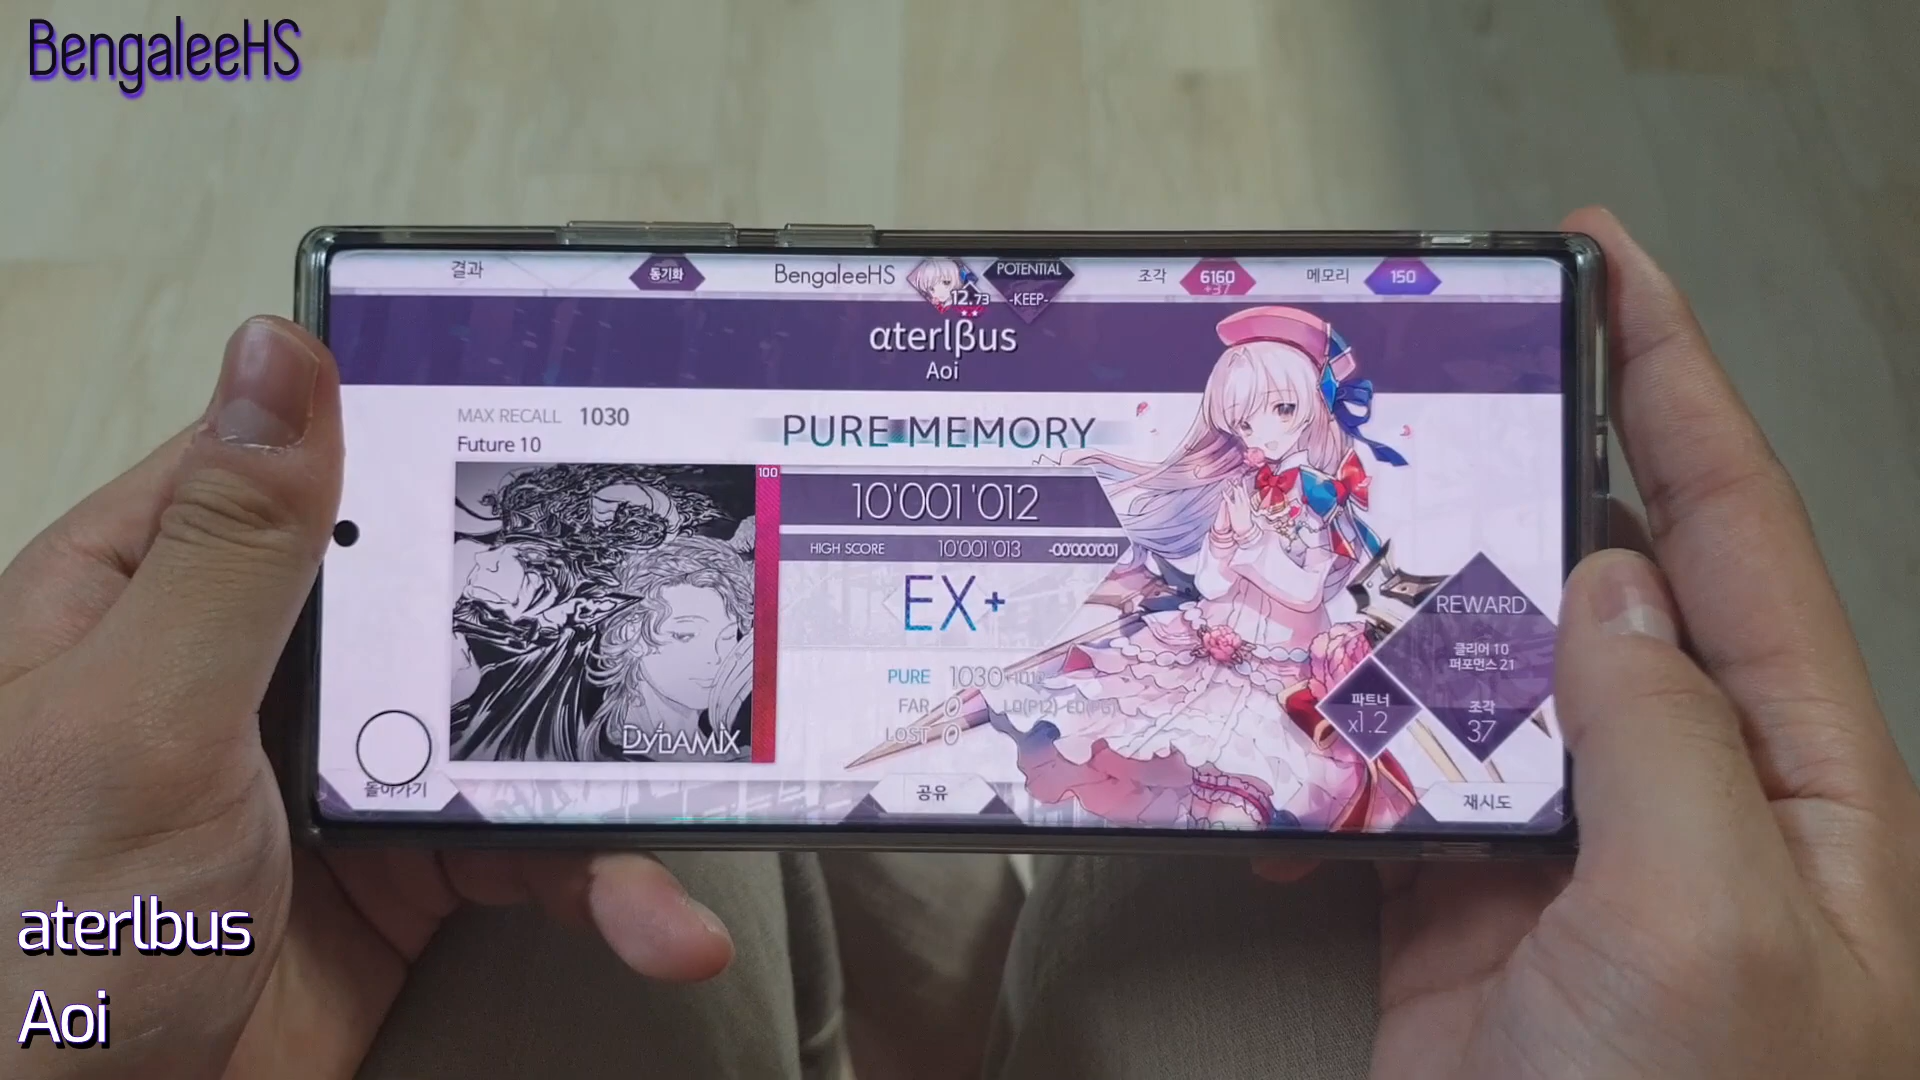 BengaleeHS
결과
동기화
BengaleeHS
12.73
POTENTIAL
-KEEP-
조각
6160
+37
메모리
150
αterlβus
Aoi
MAX RECALL 1030
Future 10
PURE MEMORY
100
10'001'012
HIGH SCORE 10'001'013 -00'000'001
EX+
PURE 1030
FAR 0
LOST 0
DyNAMiX
REWARD
클리어 10
퍼포먼스 21
조각
37
파트너
x1.2
돌아가기
공유
재시도
aterlbus
Aoi